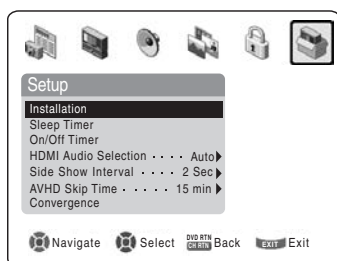 Setup
Installation
Sleep Timer
On/Off Timer
HDMI Audio Selection · · · · Auto
Side Show Interval · · · · 2 Sec
AVHD Skip Time · · · · · 15 min
Convergence
Navigate Select DVD RTN CH RTN Back EXIT Exit